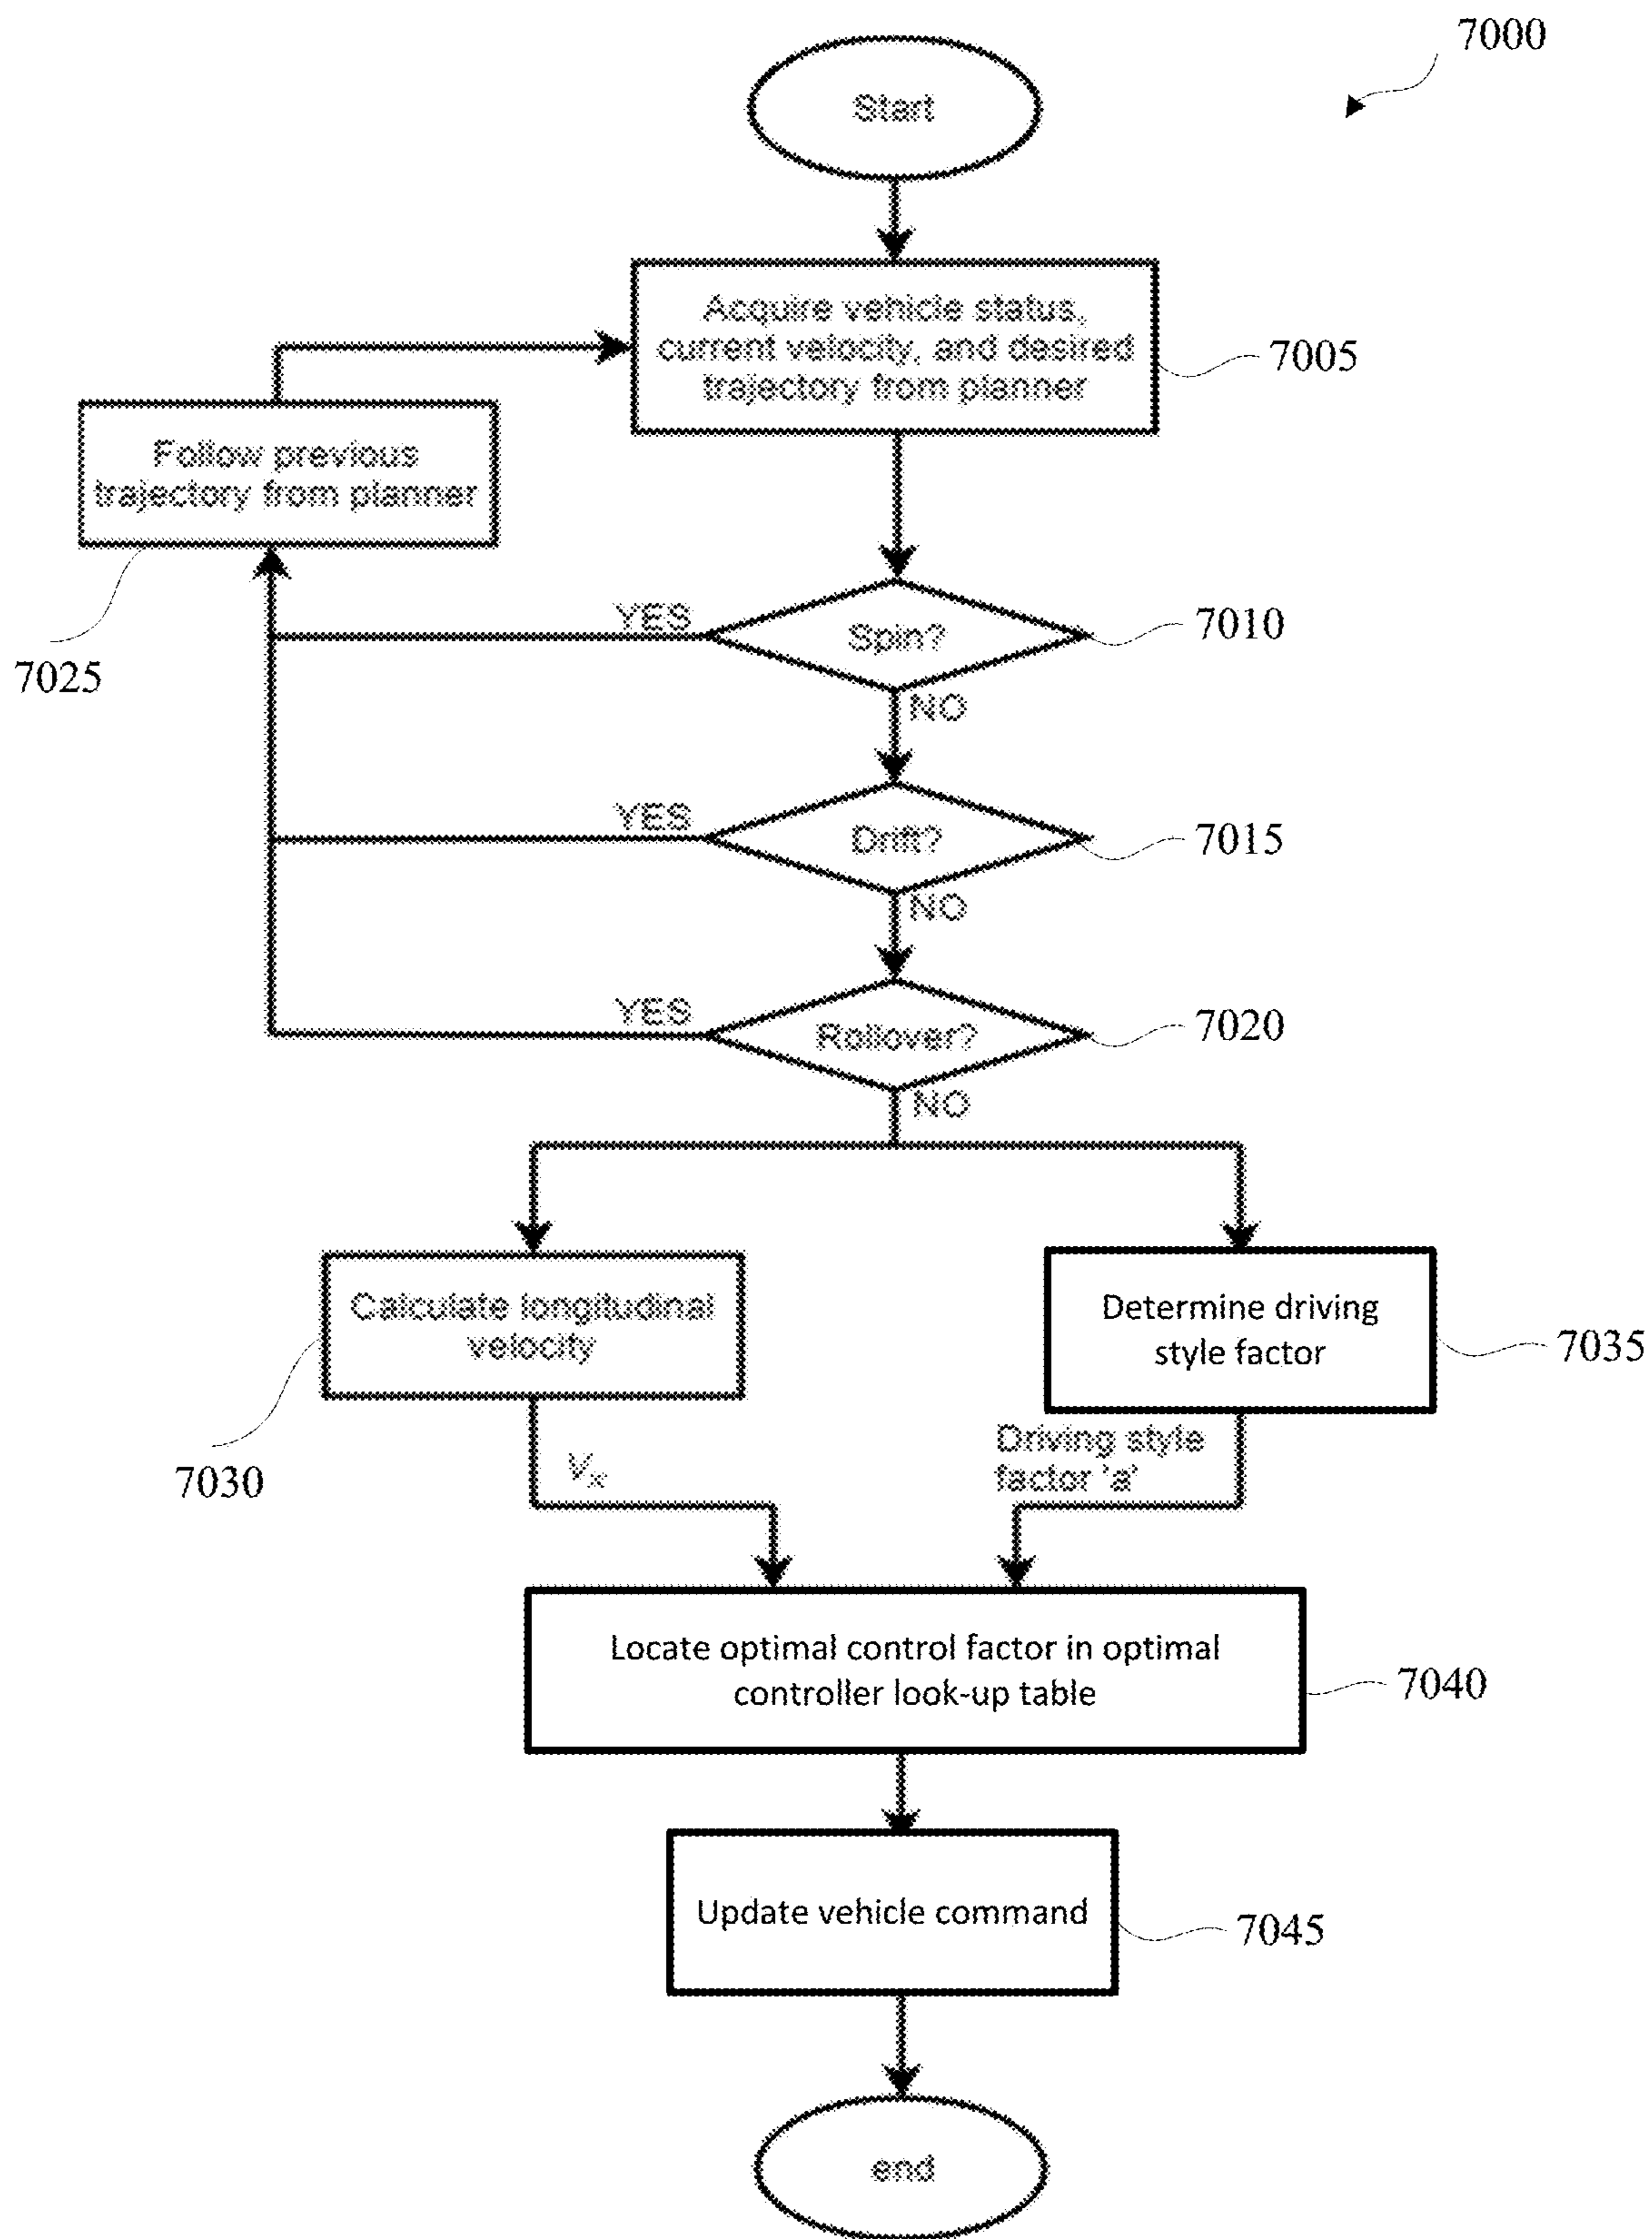 7000
Start
Acquire vehicle status,
current velocity, and desired
trajectory from planner
7005
Follow previous
trajectory from planner
7025
YES
Spin?
7010
NO
YES
Drift?
7015
NO
YES
Rollover?
7020
NO
Calculate longitudinal
velocity
7030
Determine driving
style factor
7035
Vx
Driving style
factor 'a'
Locate optimal control factor in optimal
controller look-up table
7040
Update vehicle command
7045
end